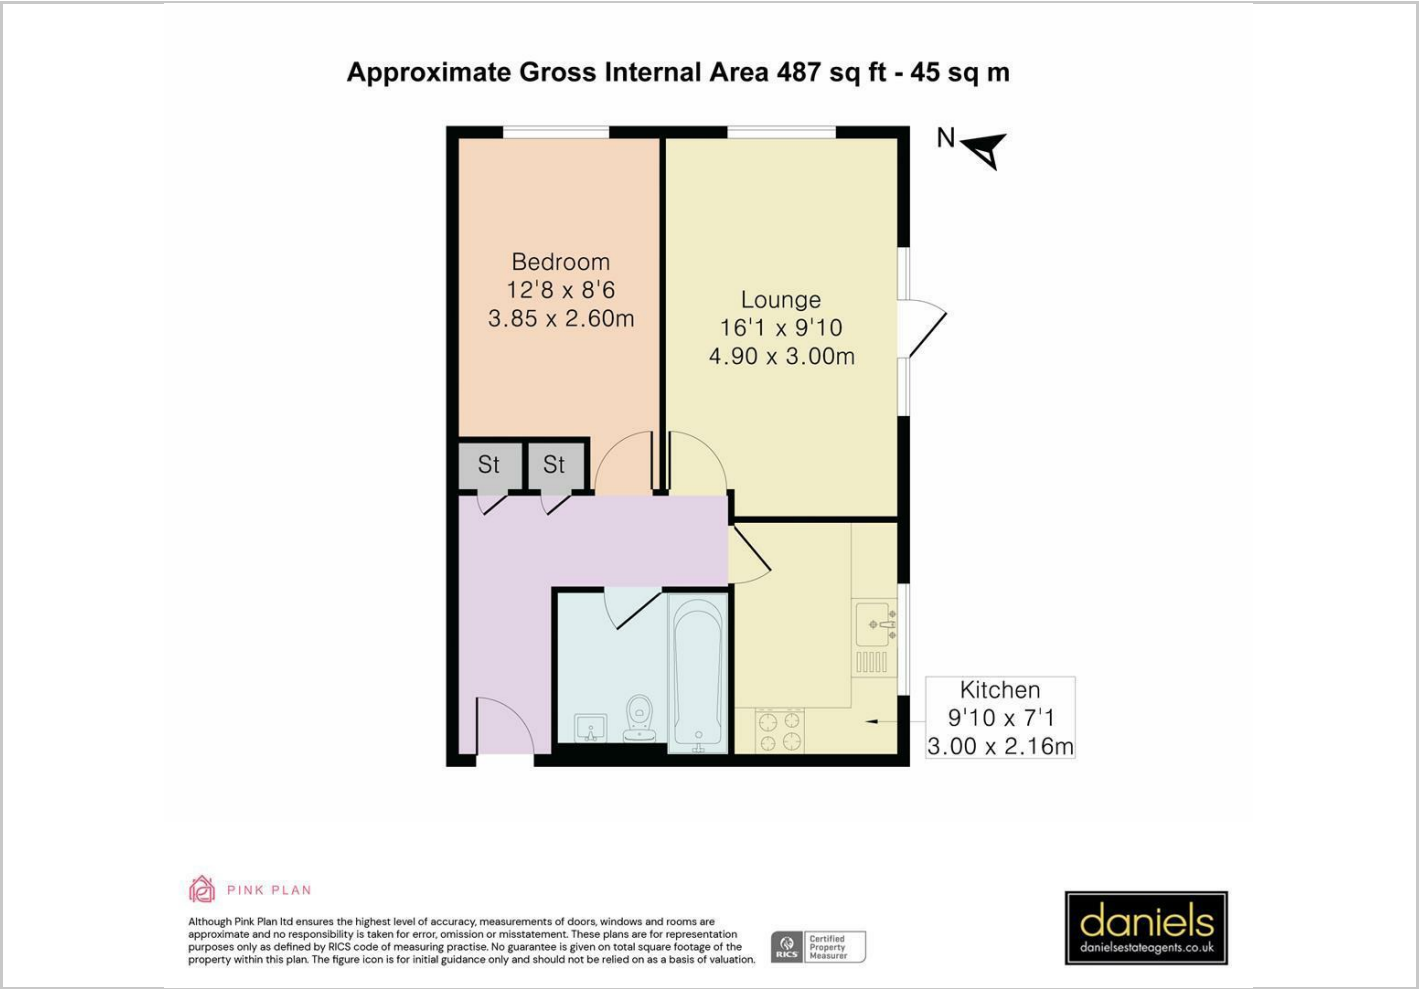 Approximate Gross Internal Area 487 sq ft - 45 sq m
N
Bedroom
12'8 x 8'6
3.85 x 2.60m
Lounge
16'1 x 9'10
4.90 x 3.00m
St
St
Kitchen
9'10 x 7'1
3.00 x 2.16m
PINK PLAN
Although Pink Plan ltd ensures the highest level of accuracy, measurements of doors, windows and rooms are
approximate and no responsibility is taken for error, omission or misstatement. These plans are for representation
purposes only as defined by RICS code of measuring practise. No guarantee is given on total square footage of the
property within this plan. The figure icon is for initial guidance only and should not be relied on as a basis of valuation.
RICS
Certified
Property
Measurer
daniels
danielsestateagents.co.uk